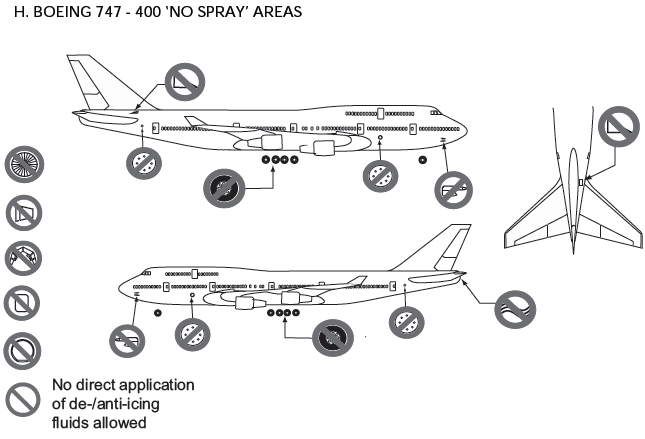 H. BOEING 747 - 400 ‘NO SPRAY’ AREAS
No direct application
of de-/anti-icing
fluids allowed